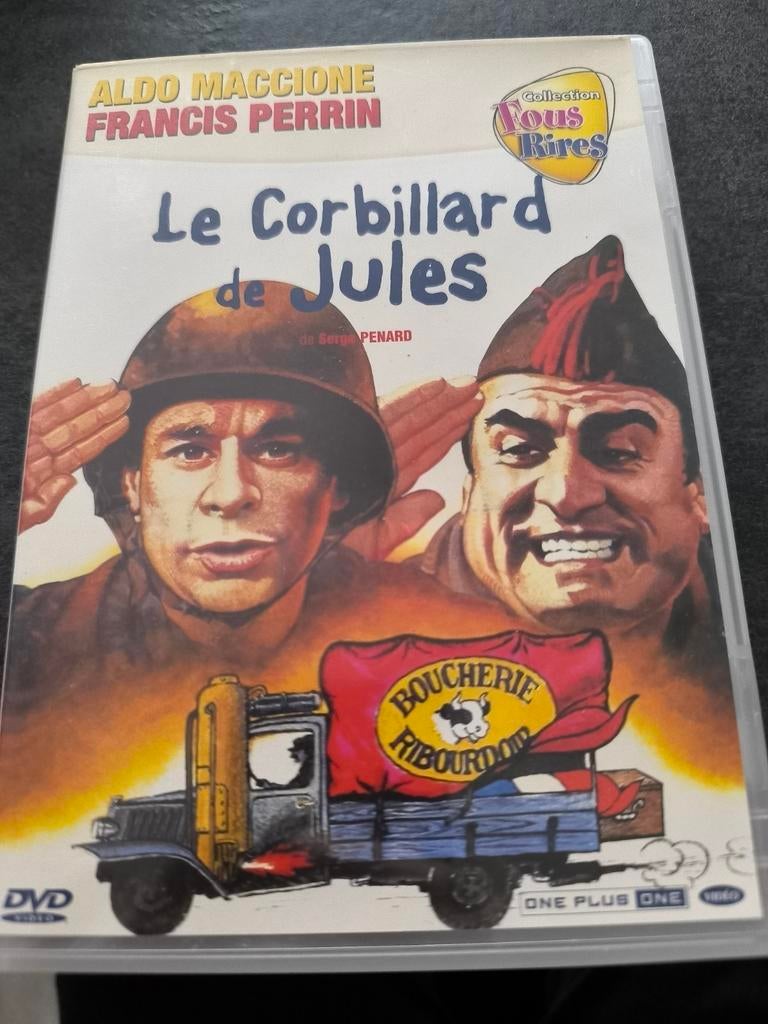 ALDO MACCIONE
FRANCIS PERRIN
Collection
Fous
Rires
Le Corbillard
de Jules
de Serge PENARD
BOUCHERIE
RIBOURDOIR
DVD
VIDEO
ONE PLUS ONE
VIDÉO